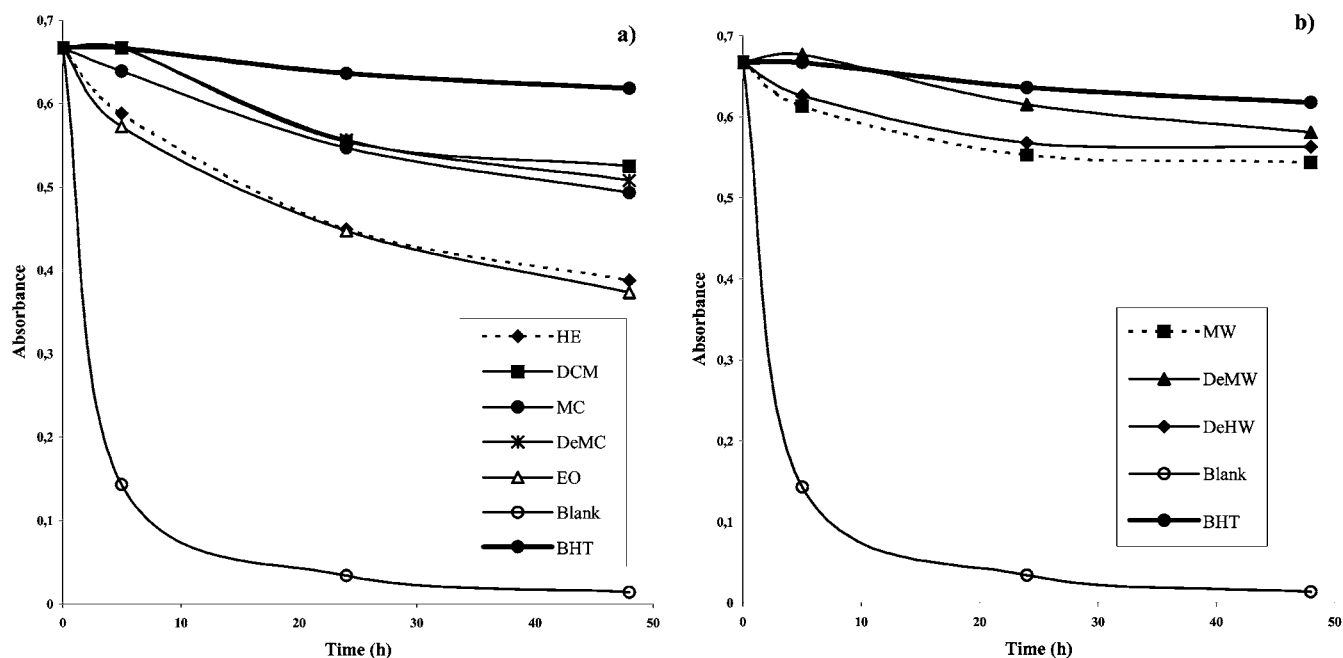 a)
0,7
0,6
0,5
0,4
0,3
0,2
0,1
0
Absorbance
HE
DCM
MC
DeMC
EO
Blank
BHT
0 10 20 30 40 50
Time (h)
b)
0,7
0,6
0,5
0,4
0,3
0,2
0,1
0
Absorbance
MW
DeMW
DeHW
Blank
BHT
0 10 20 30 40 50
Time (h)